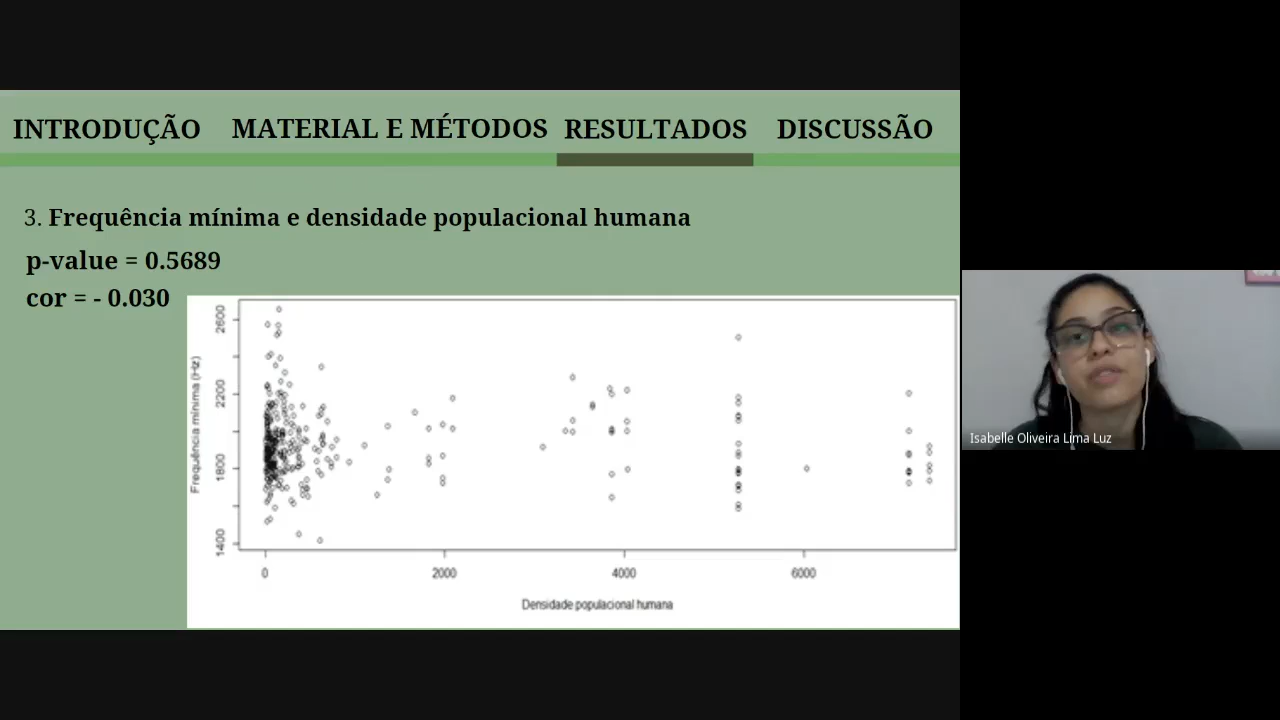 INTRODUÇÃO MATERIAL E MÉTODOS RESULTADOS DISCUSSÃO
3. Frequência mínima e densidade populacional humana
p-value = 0.5689
cor = - 0.030
Frequência mínima (Hz)
2600
2200
1800
1400
0 2000 4000 6000
Densidade populacional humana
Isabelle Oliveira Lima Luz